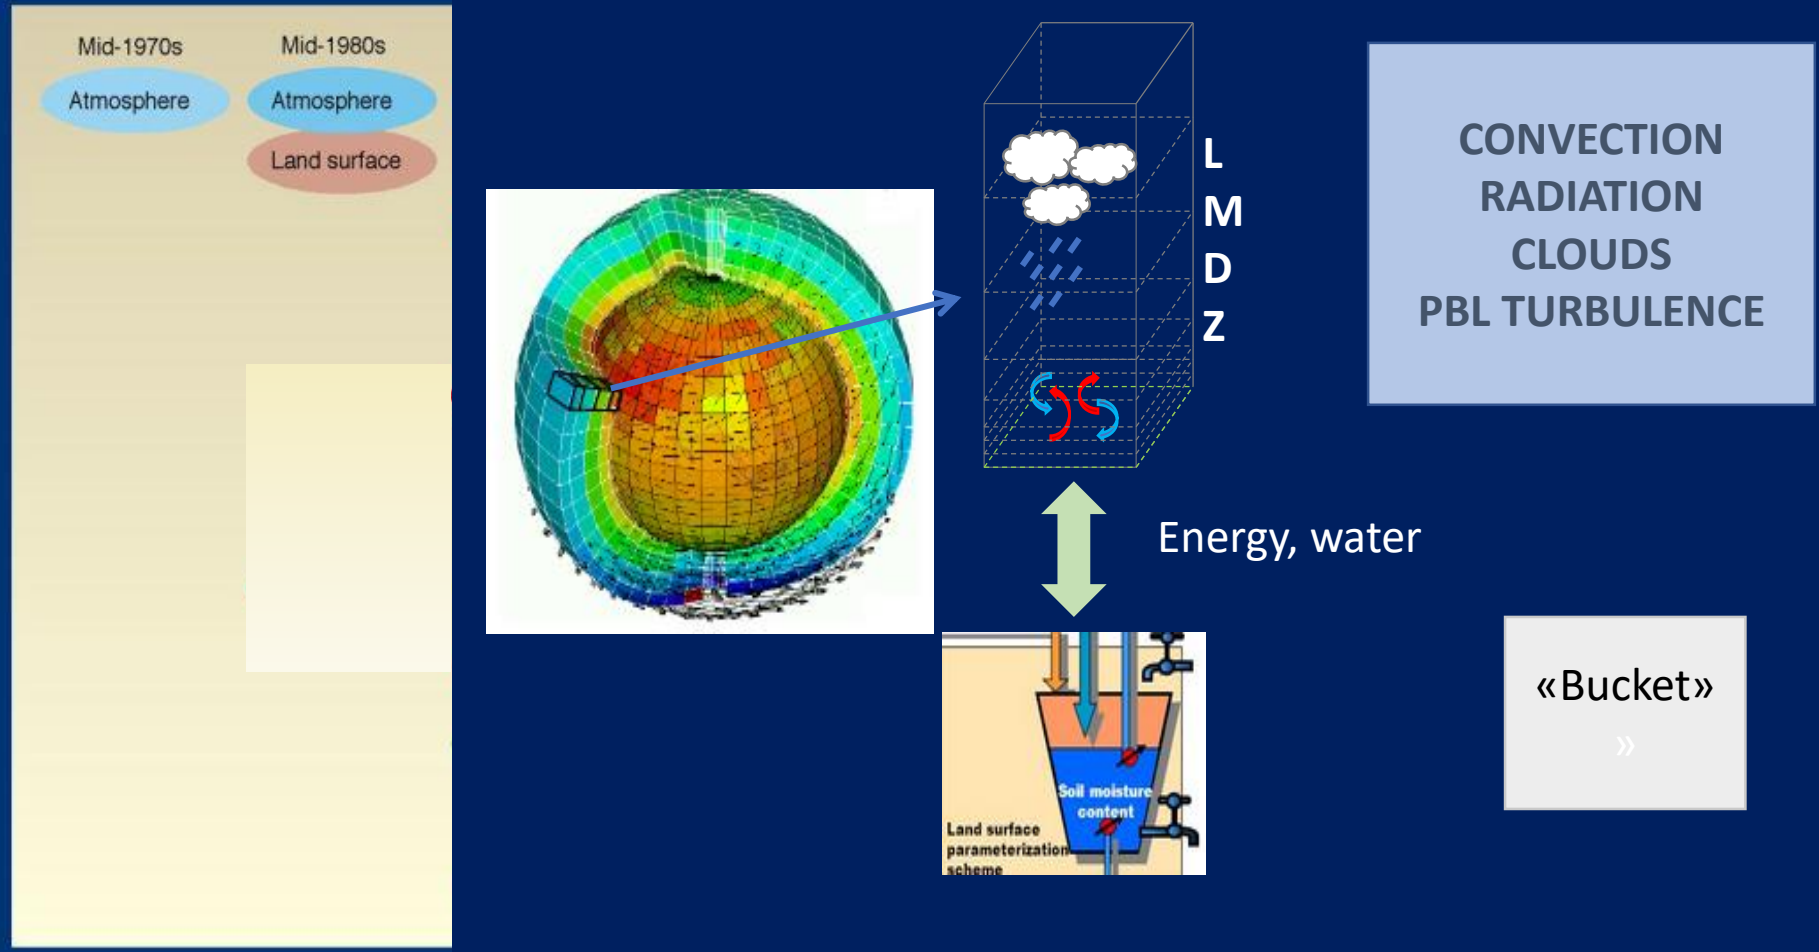 Mid-1970s
Mid-1980s
Atmosphere
Atmosphere
Land surface
L
M
D
Z
CONVECTION
RADIATION
CLOUDS
PBL TURBULENCE
Energy, water
Soil moisture
content
Land surface
parameterization
scheme
«Bucket»
»